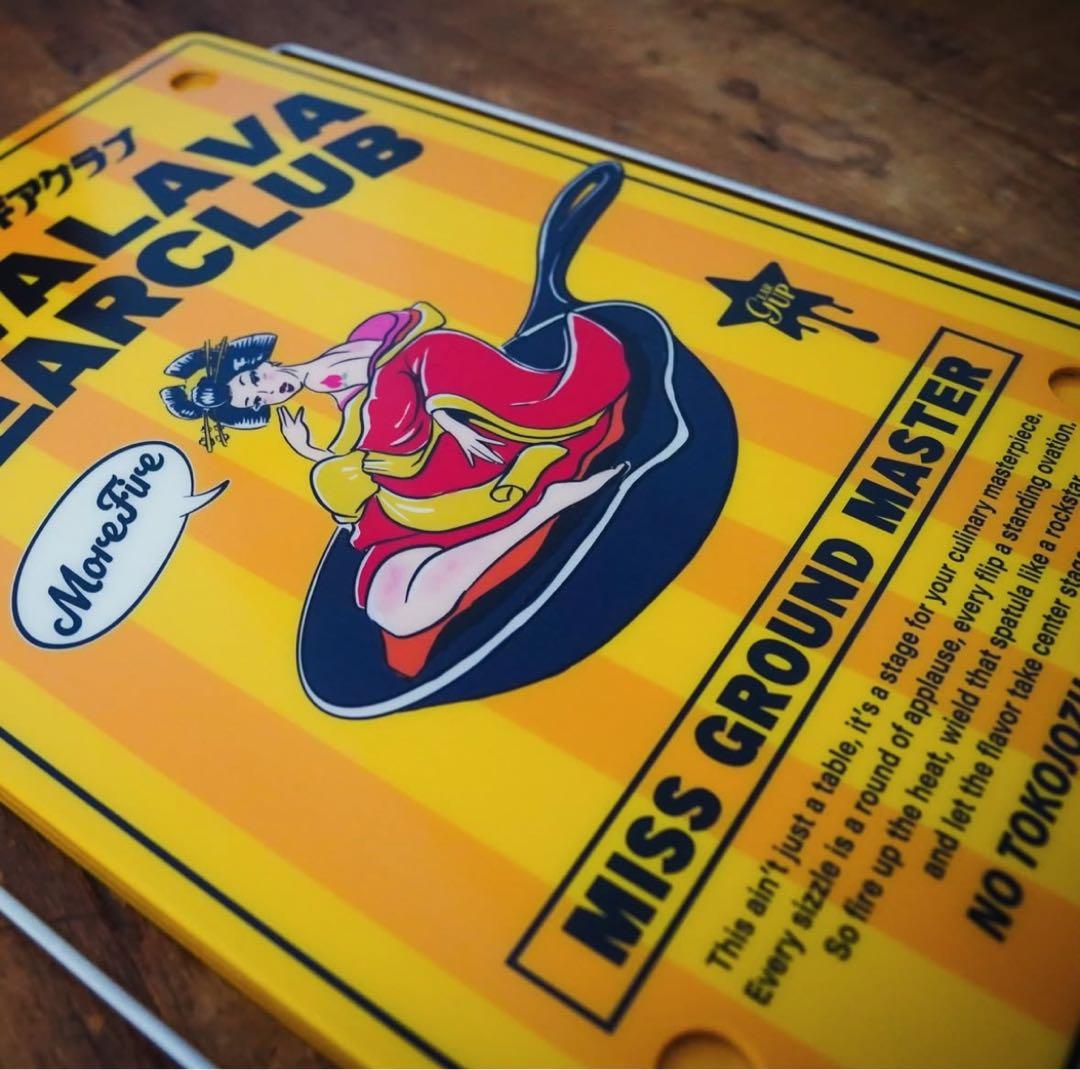 アクラブ
ALAVA
ARCLUB
MoreFire
MISS GROUND MASTER
This ain't just a table, it's a stage for your culinary masterpiece.
Every sizzle is a round of applause, every flip a standing ovation.
So fire up the heat, wield that spatula like a rockstar
and let the flavor take center stage
NO TOKOJOZU